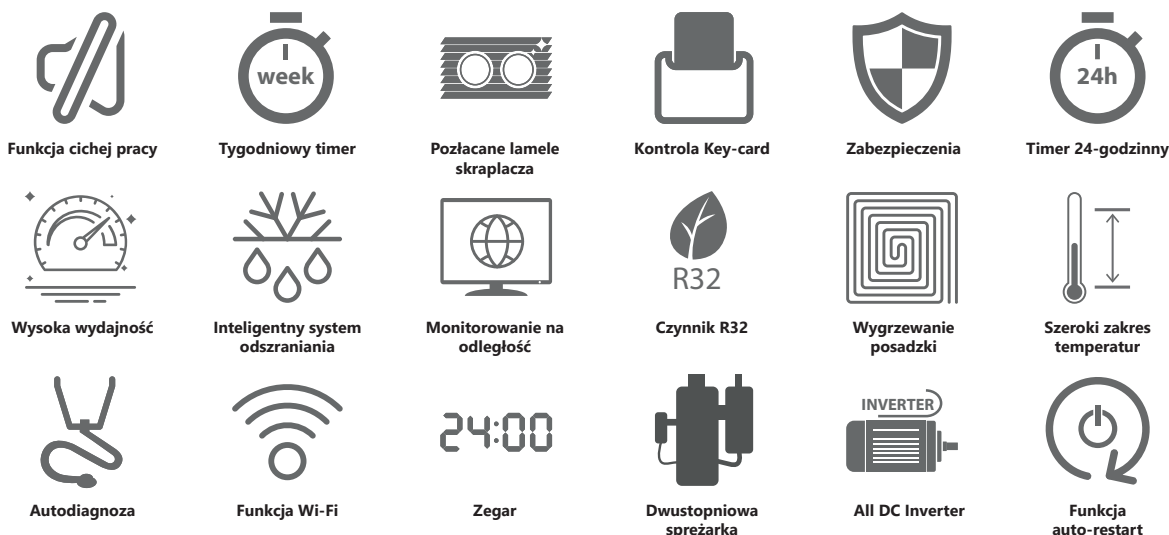 week
24h
Funkcja cichej pracy
Tygodniowy timer
Pozłacane lamele
skraplacza
Kontrola Key-card
Zabezpieczenia
Timer 24-godzinny
R32
Wysoka wydajność
Inteligentny system
odszraniania
Monitorowanie na
odległość
Czynnik R32
Wygrzewanie
posadzki
Szeroki zakres
temperatur
24:00
INVERTER
Autodiagnoza
Funkcja Wi-Fi
Zegar
Dwustopniowa
sprężarka
All DC Inverter
Funkcja
auto-restart